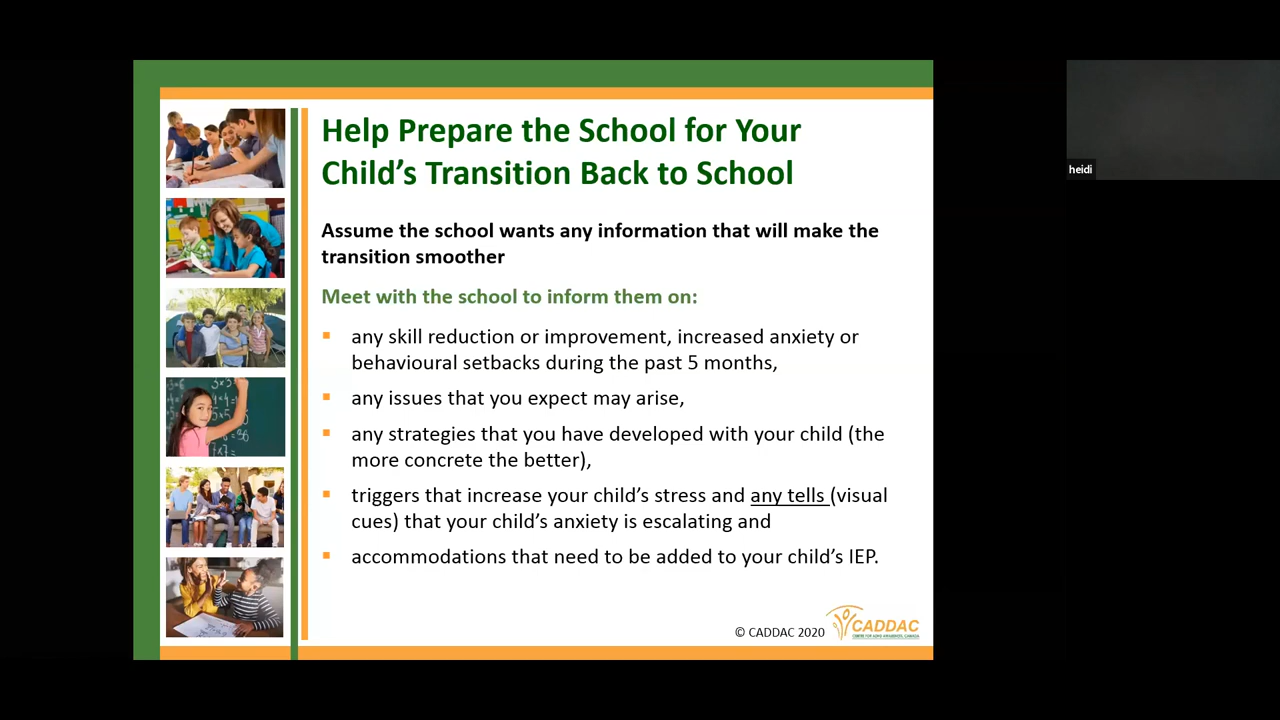 Help Prepare the School for Your
Child's Transition Back to School
Assume the school wants any information that will make the
transition smoother
Meet with the school to inform them on:
▪ any skill reduction or improvement, increased anxiety or
behavioural setbacks during the past 5 months,
▪ any issues that you expect may arise,
▪ any strategies that you have developed with your child (the
more concrete the better),
▪ triggers that increase your child's stress and any tells (visual
cues) that your child's anxiety is escalating and
▪ accommodations that need to be added to your child's IEP.
© CADDAC 2020
CADDAC
CENTRE FOR ADHD AWARENESS, CANADA
heidi